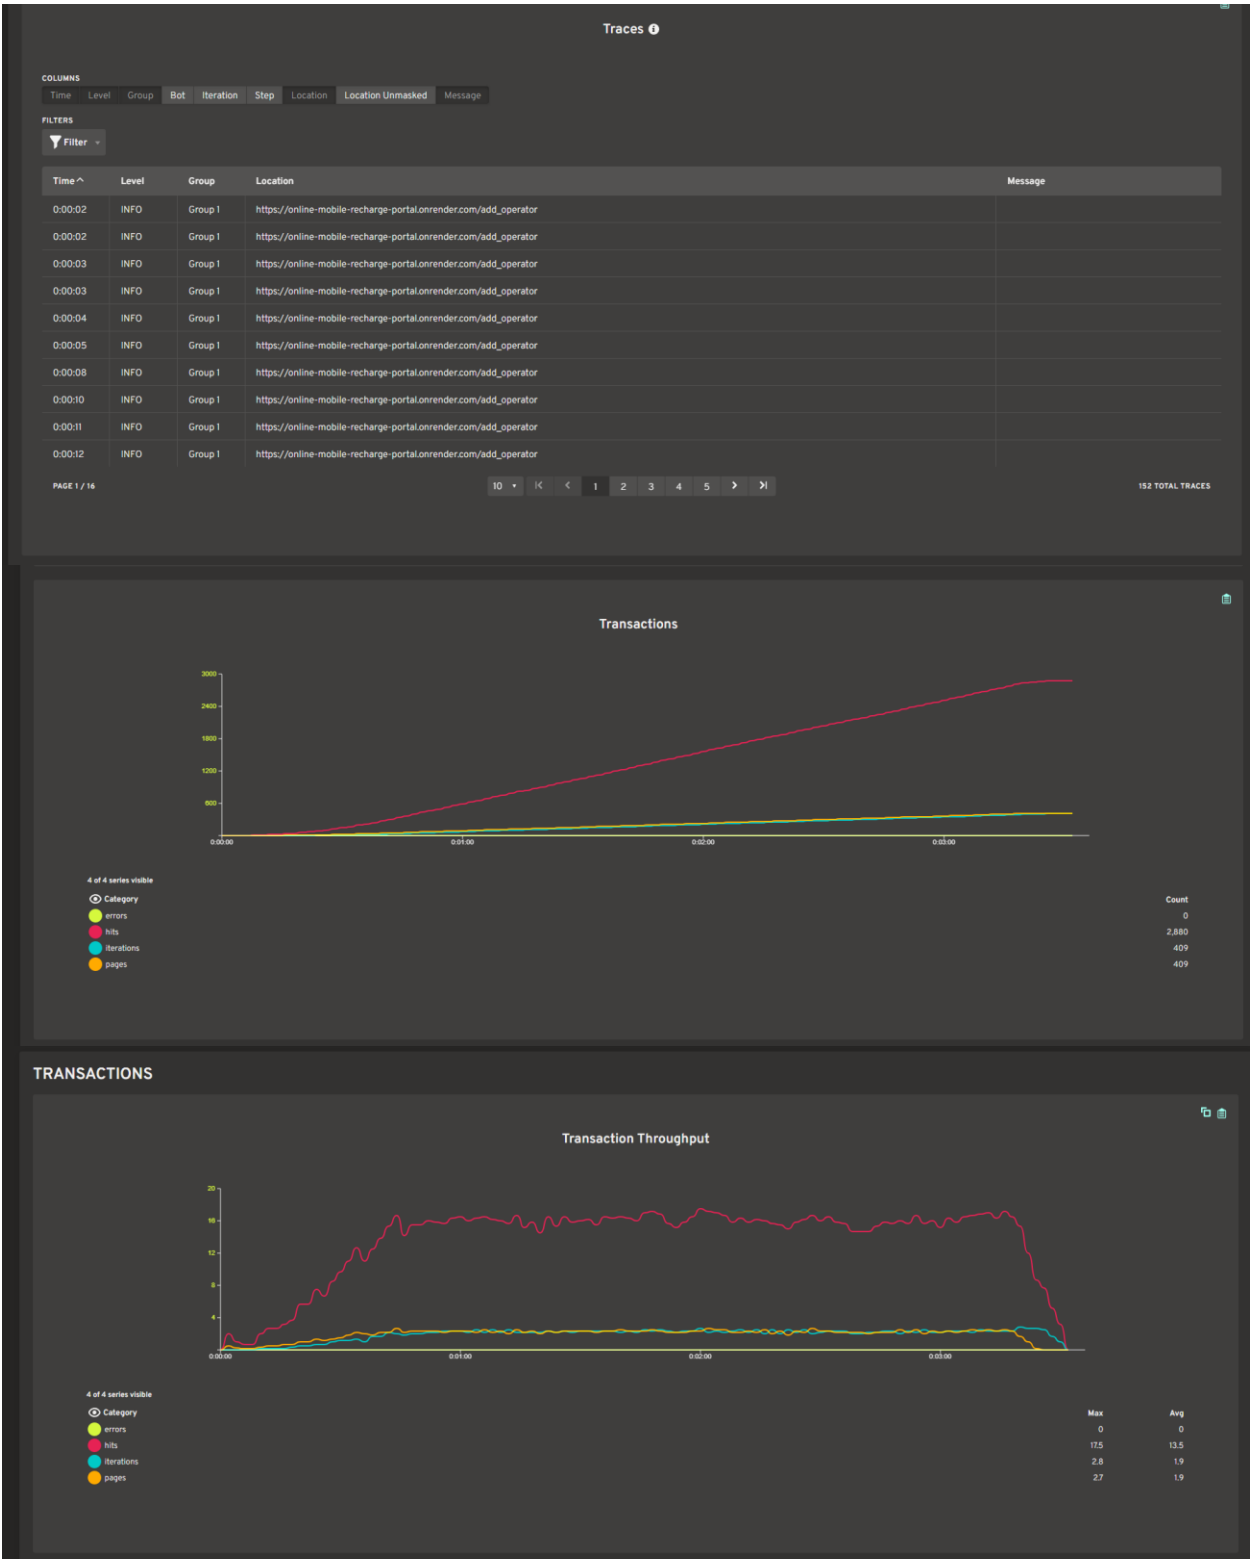 Traces
COLUMNS
Time Level Group Bot Iteration Step Location Location Unmasked Message
FILTERS
Filter
Time Level Group Location Message
0:00:02 INFO Group 1 https://online-mobile-recharge-portal.onrender.com/add_operator
0:00:02 INFO Group 1 https://online-mobile-recharge-portal.onrender.com/add_operator
0:00:03 INFO Group 1 https://online-mobile-recharge-portal.onrender.com/add_operator
0:00:03 INFO Group 1 https://online-mobile-recharge-portal.onrender.com/add_operator
0:00:04 INFO Group 1 https://online-mobile-recharge-portal.onrender.com/add_operator
0:00:05 INFO Group 1 https://online-mobile-recharge-portal.onrender.com/add_operator
0:00:08 INFO Group 1 https://online-mobile-recharge-portal.onrender.com/add_operator
0:00:10 INFO Group 1 https://online-mobile-recharge-portal.onrender.com/add_operator
0:00:11 INFO Group 1 https://online-mobile-recharge-portal.onrender.com/add_operator
0:00:12 INFO Group 1 https://online-mobile-recharge-portal.onrender.com/add_operator
PAGE 1 / 16 10 1 2 3 4 5 152 TOTAL TRACES
Transactions
3000
2400
1800
1200
600
0:00:00 0:01:00 0:02:00 0:03:00
4 of 4 series visible
Category Count
errors 0
hits 2,880
iterations 409
pages 409
TRANSACTIONS
Transaction Throughput
20
16
12
8
4
0:00:00 0:01:00 0:02:00 0:03:00
4 of 4 series visible
Category Max Avg
errors 0 0
hits 17.5 13.5
iterations 2.8 1.9
pages 2.7 1.9